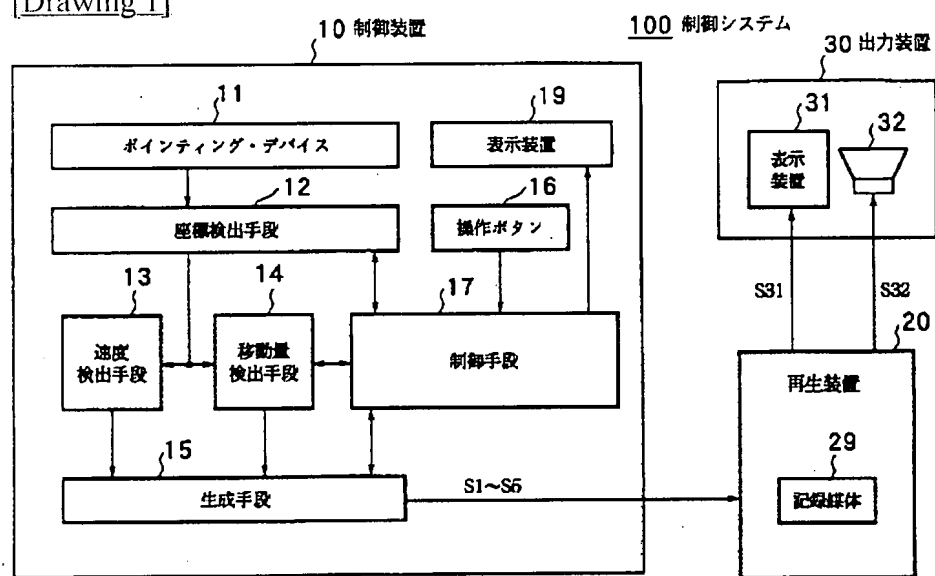 [Drawing 1]
100 制御システム
10 制御装置
30 出力装置
11
ポインティング・デバイス
19
表示装置
31
表示
装置
32
12
座標検出手段
16
操作ボタン
13
速度
検出手段
14
移動量
検出手段
17
制御手段
S31
S32
20
再生装置
15
生成手段
S1~S5
29
記録媒体